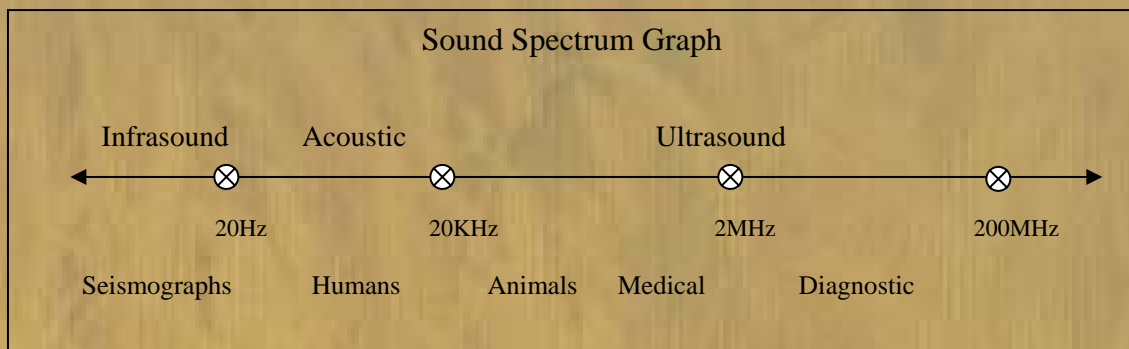 Sound Spectrum Graph
Infrasound Acoustic Ultrasound
20Hz 20KHz 2MHz 200MHz
Seismographs Humans Animals Medical Diagnostic